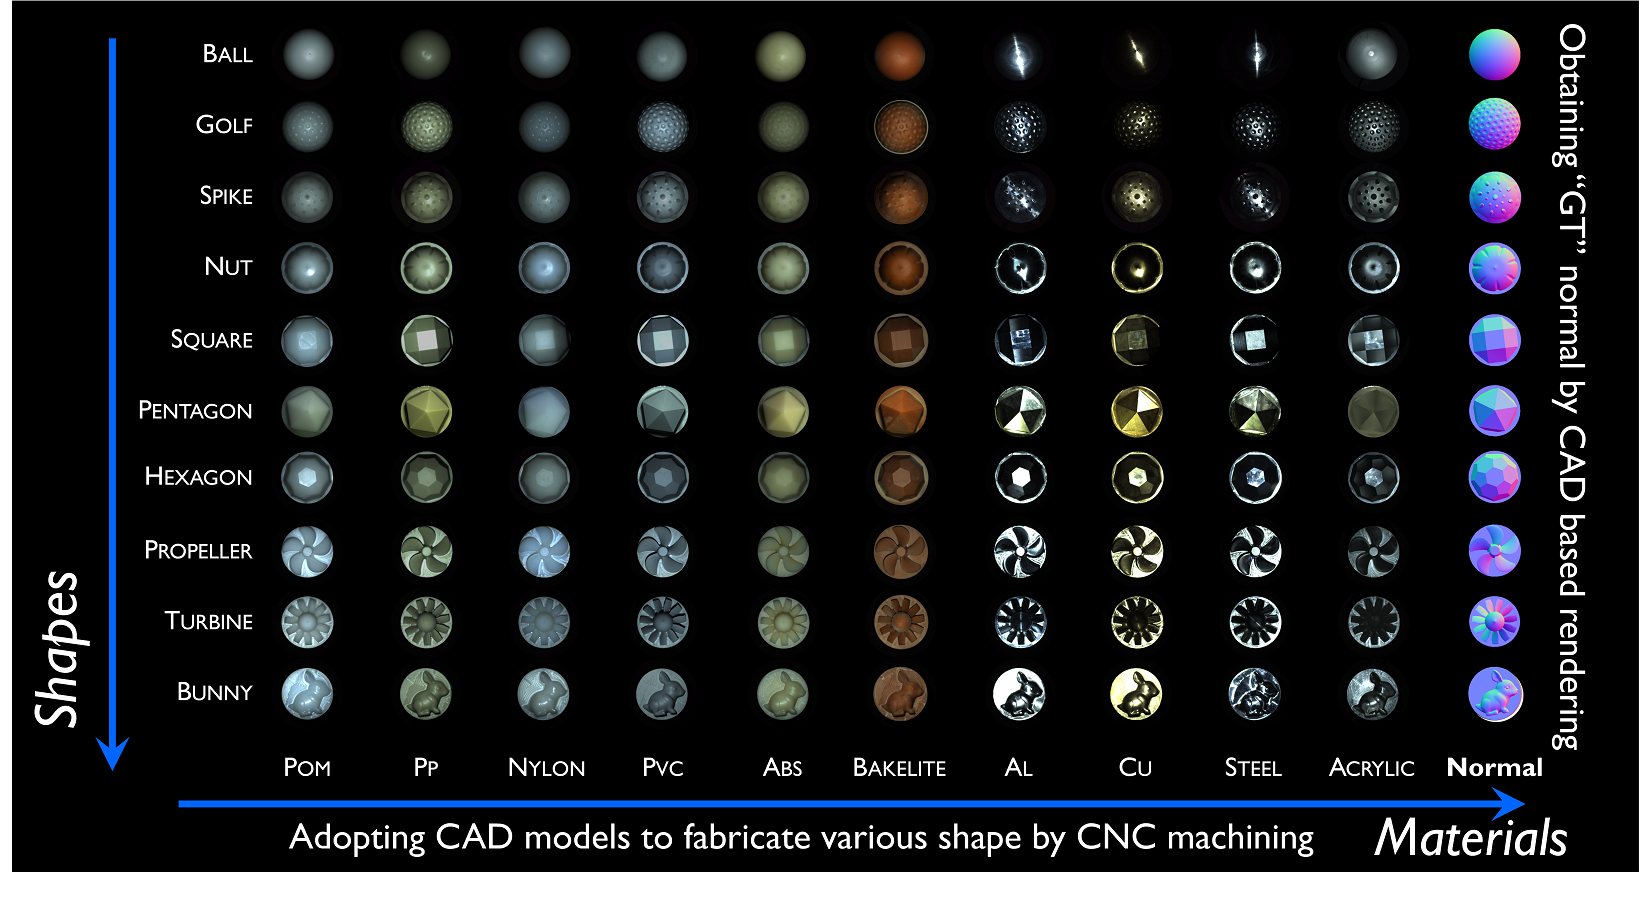 BALL
GOLF
SPIKE
NUT
SQUARE
PENTAGON
HEXAGON
PROPELLER
TURBINE
BUNNY
Shapes
POM PP NYLON PVC ABS BAKELITE AL CU STEEL ACRYLIC Normal
Adopting CAD models to fabricate various shape by CNC machining
Materials
Obtaining “GT” normal by CAD based rendering